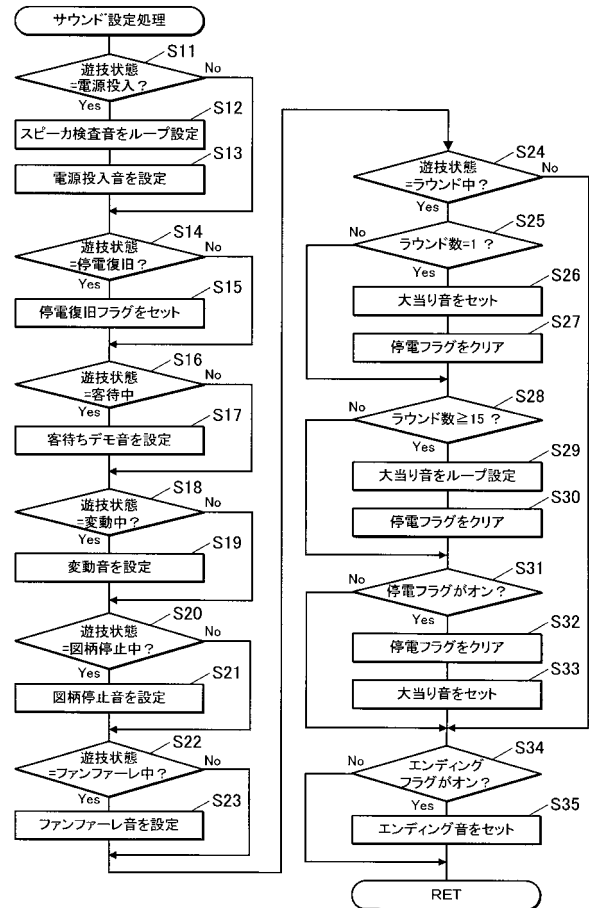 サウンド設定処理
S11
遊技状態
=電源投入？
No
Yes
S12
スピーカ検査音をループ設定
S13
電源投入音を設定
S14
遊技状態
=停電復旧？
No
Yes
S15
停電復旧フラグをセット
S16
遊技状態
=客待中
No
Yes
S17
客待ちデモ音を設定
S18
遊技状態
=変動中？
No
Yes
S19
変動音を設定
S20
遊技状態
=図柄停止中？
No
Yes
S21
図柄停止音を設定
S22
遊技状態
=ファンファーレ中？
No
Yes
S23
ファンファーレ音を設定
S24
遊技状態
=ラウンド中？
No
Yes
S25
ラウンド数=1 ？
No
Yes
S26
大当り音をセット
S27
停電フラグをクリア
S28
ラウンド数≧15 ？
No
Yes
S29
大当り音をループ設定
S30
停電フラグをクリア
S31
停電フラグがオン？
No
Yes
S32
停電フラグをクリア
S33
大当り音をセット
S34
エンディング
フラグがオン？
No
Yes
S35
エンディング音をセット
RET